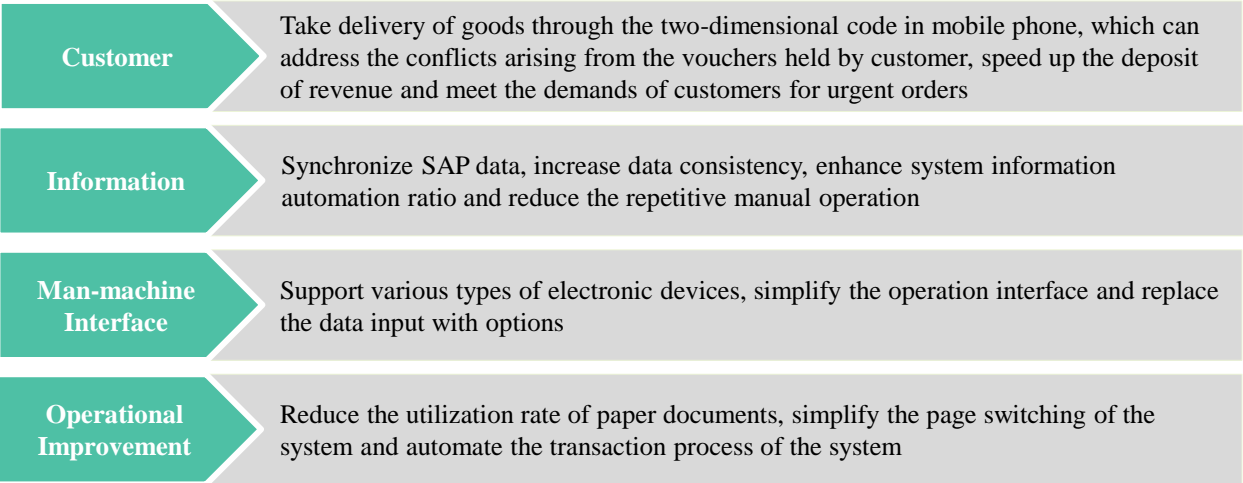 Customer
Take delivery of goods through the two-dimensional code in mobile phone, which can
address the conflicts arising from the vouchers held by customer, speed up the deposit
of revenue and meet the demands of customers for urgent orders
Information
Synchronize SAP data, increase data consistency, enhance system information
automation ratio and reduce the repetitive manual operation
Man-machine
Interface
Support various types of electronic devices, simplify the operation interface and replace
the data input with options
Operational
Improvement
Reduce the utilization rate of paper documents, simplify the page switching of the
system and automate the transaction process of the system